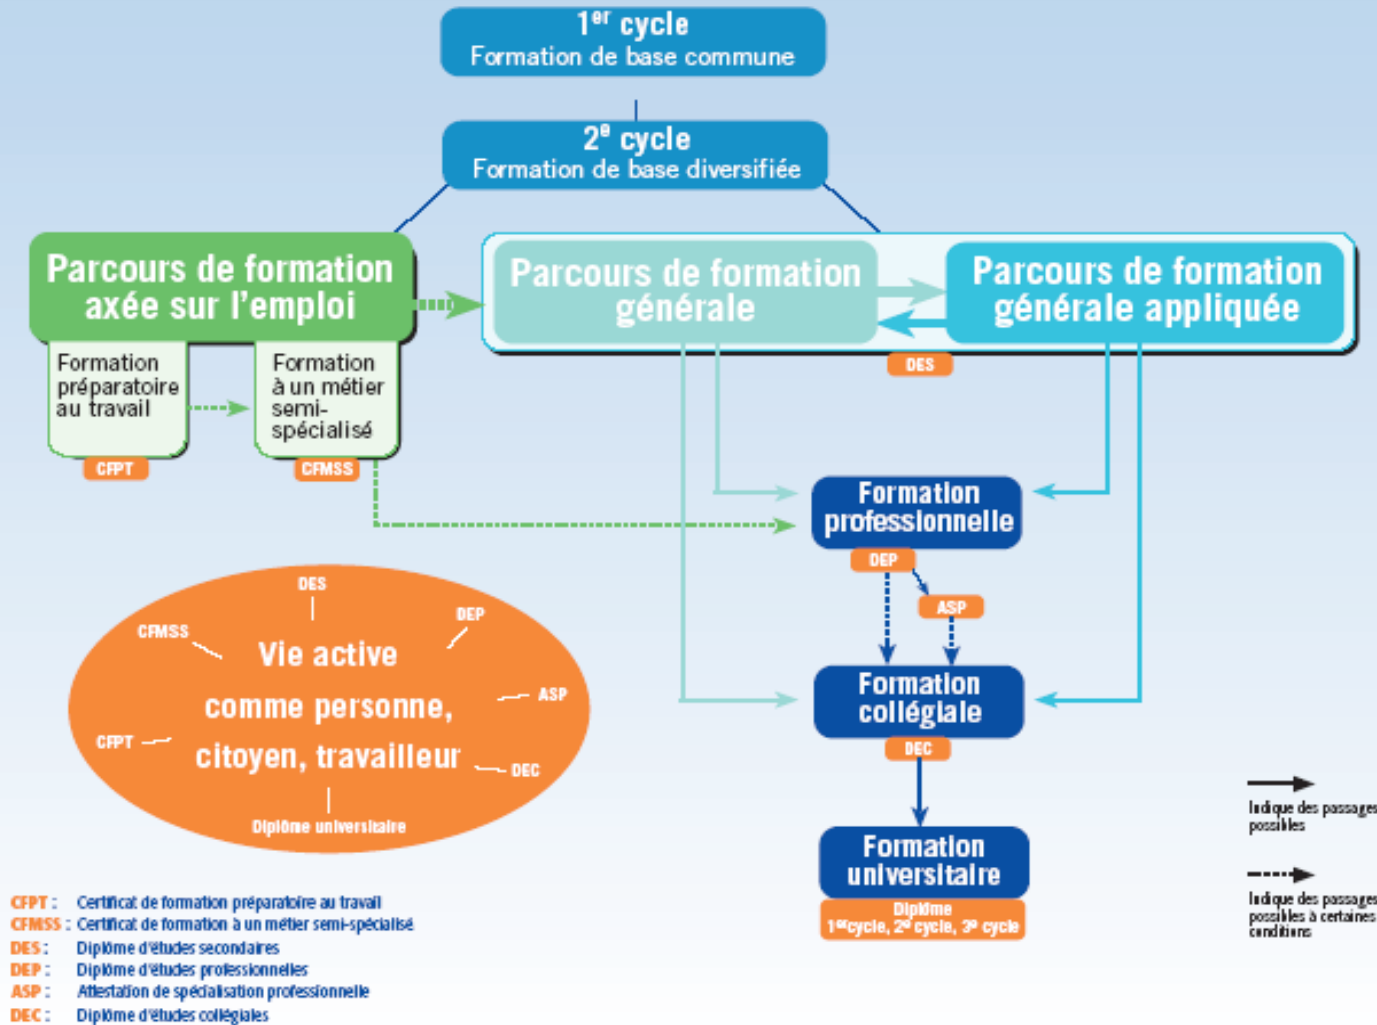 1er cycle
Formation de base commune
2e cycle
Formation de base diversifiée
Parcours de formation
axée sur l'emploi
Parcours de formation
générale
Parcours de formation
générale appliquée
DES
Formation
préparatoire
au travail
CFPT
Formation
à un métier
semi-
spécialisé
CFMSS
Formation
professionnelle
DEP
ASP
Formation
collégiale
DEC
Formation
universitaire
Diplôme
1er cycle, 2e cycle, 3e cycle
DES
CFMSS
DEP
Vie active
comme personne,
citoyen, travailleur
ASP
CFPT
DEC
Diplôme universitaire
Indique des passages
possibles
Indique des passages
possibles à certaines
conditions
CFPT : Certificat de formation préparatoire au travail
CFMSS : Certificat de formation à un métier semi-spécialisé
DES : Diplôme d'études secondaires
DEP : Diplôme d'études professionnelles
ASP : Attestation de spécialisation professionnelle
DEC : Diplôme d'études collégiales